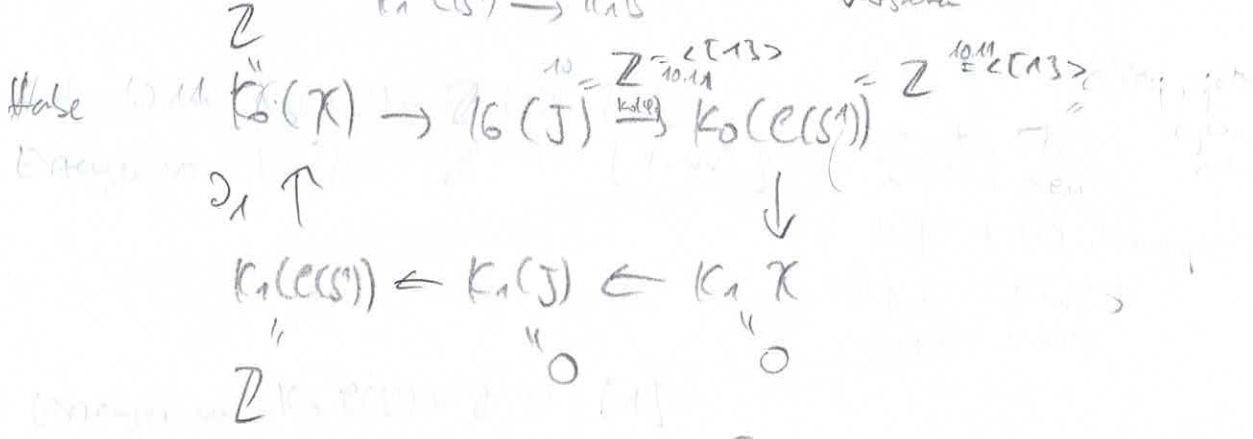 ℤ
= ℤ = <[1]>
10.11
Habe K₀(𝒦) → K₀(J) →^{K₀(φ)} K₀(C(S¹)) = ℤ =^{10.11} <[1]>
∂₁ ↑ ↓
K₁(C(S¹)) ← K₁(J) ← K₁ 𝒦
" " "
ℤ 0 0